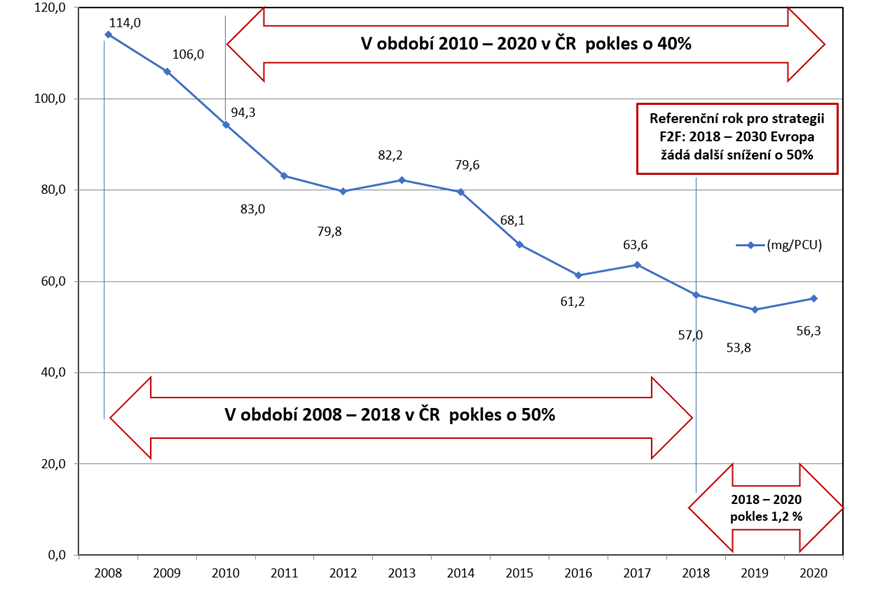 120,0
100,0
80,0
60,0
40,0
20,0
0,0
114,0
106,0
94,3
83,0
79,8
82,2
79,6
68,1
61,2
63,6
57,0
53,8
56,3
V období 2010 – 2020 v ČR pokles o 40%
Referenční rok pro strategii
F2F: 2018 – 2030 Evropa
žádá další snížení o 50%
(mg/PCU)
V období 2008 – 2018 v ČR pokles o 50%
2018 – 2020
pokles 1,2 %
2008 2009 2010 2011 2012 2013 2014 2015 2016 2017 2018 2019 2020